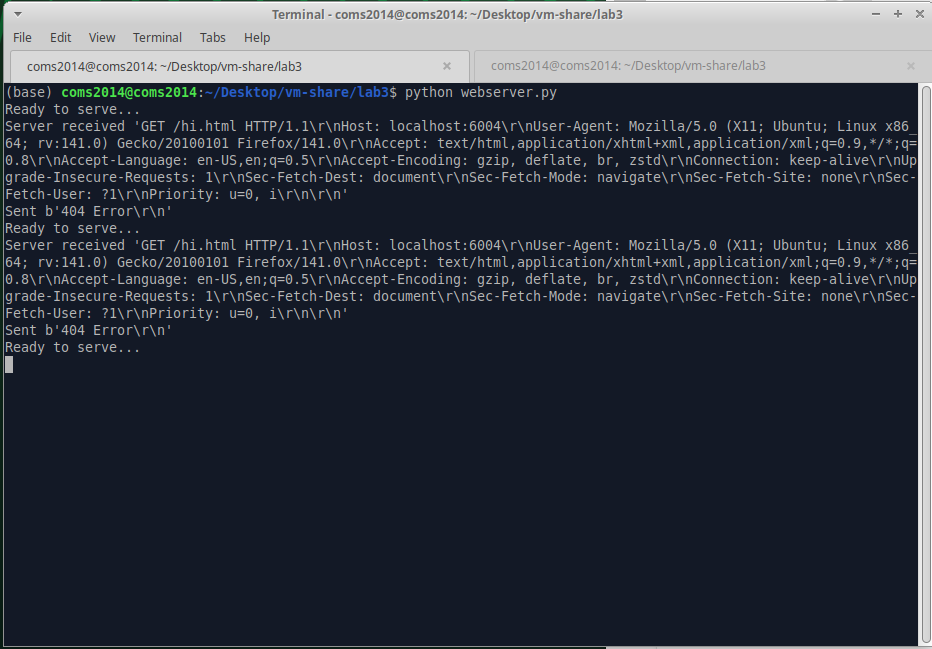 Terminal - coms2014@coms2014: ~/Desktop/vm-share/lab3
File Edit View Terminal Tabs Help
coms2014@coms2014: ~/Desktop/vm-share/lab3 coms2014@coms2014: ~/Desktop/vm-share/lab3
(base) coms2014@coms2014:~/Desktop/vm-share/lab3$ python webserver.py
Ready to serve...
Server received 'GET /hi.html HTTP/1.1\r\nHost: localhost:6004\r\nUser-Agent: Mozilla/5.0 (X11; Ubuntu; Linux x86_
64; rv:141.0) Gecko/20100101 Firefox/141.0\r\nAccept: text/html,application/xhtml+xml,application/xml;q=0.9,*/*;q=
0.8\r\nAccept-Language: en-US,en;q=0.5\r\nAccept-Encoding: gzip, deflate, br, zstd\r\nConnection: keep-alive\r\nUp
grade-Insecure-Requests: 1\r\nSec-Fetch-Dest: document\r\nSec-Fetch-Mode: navigate\r\nSec-Fetch-Site: none\r\nSec-
Fetch-User: ?1\r\nPriority: u=0, i\r\n\r\n'
Sent b'404 Error\r\n'
Ready to serve...
Server received 'GET /hi.html HTTP/1.1\r\nHost: localhost:6004\r\nUser-Agent: Mozilla/5.0 (X11; Ubuntu; Linux x86_
64; rv:141.0) Gecko/20100101 Firefox/141.0\r\nAccept: text/html,application/xhtml+xml,application/xml;q=0.9,*/*;q=
0.8\r\nAccept-Language: en-US,en;q=0.5\r\nAccept-Encoding: gzip, deflate, br, zstd\r\nConnection: keep-alive\r\nUp
grade-Insecure-Requests: 1\r\nSec-Fetch-Dest: document\r\nSec-Fetch-Mode: navigate\r\nSec-Fetch-Site: none\r\nSec-
Fetch-User: ?1\r\nPriority: u=0, i\r\n\r\n'
Sent b'404 Error\r\n'
Ready to serve...